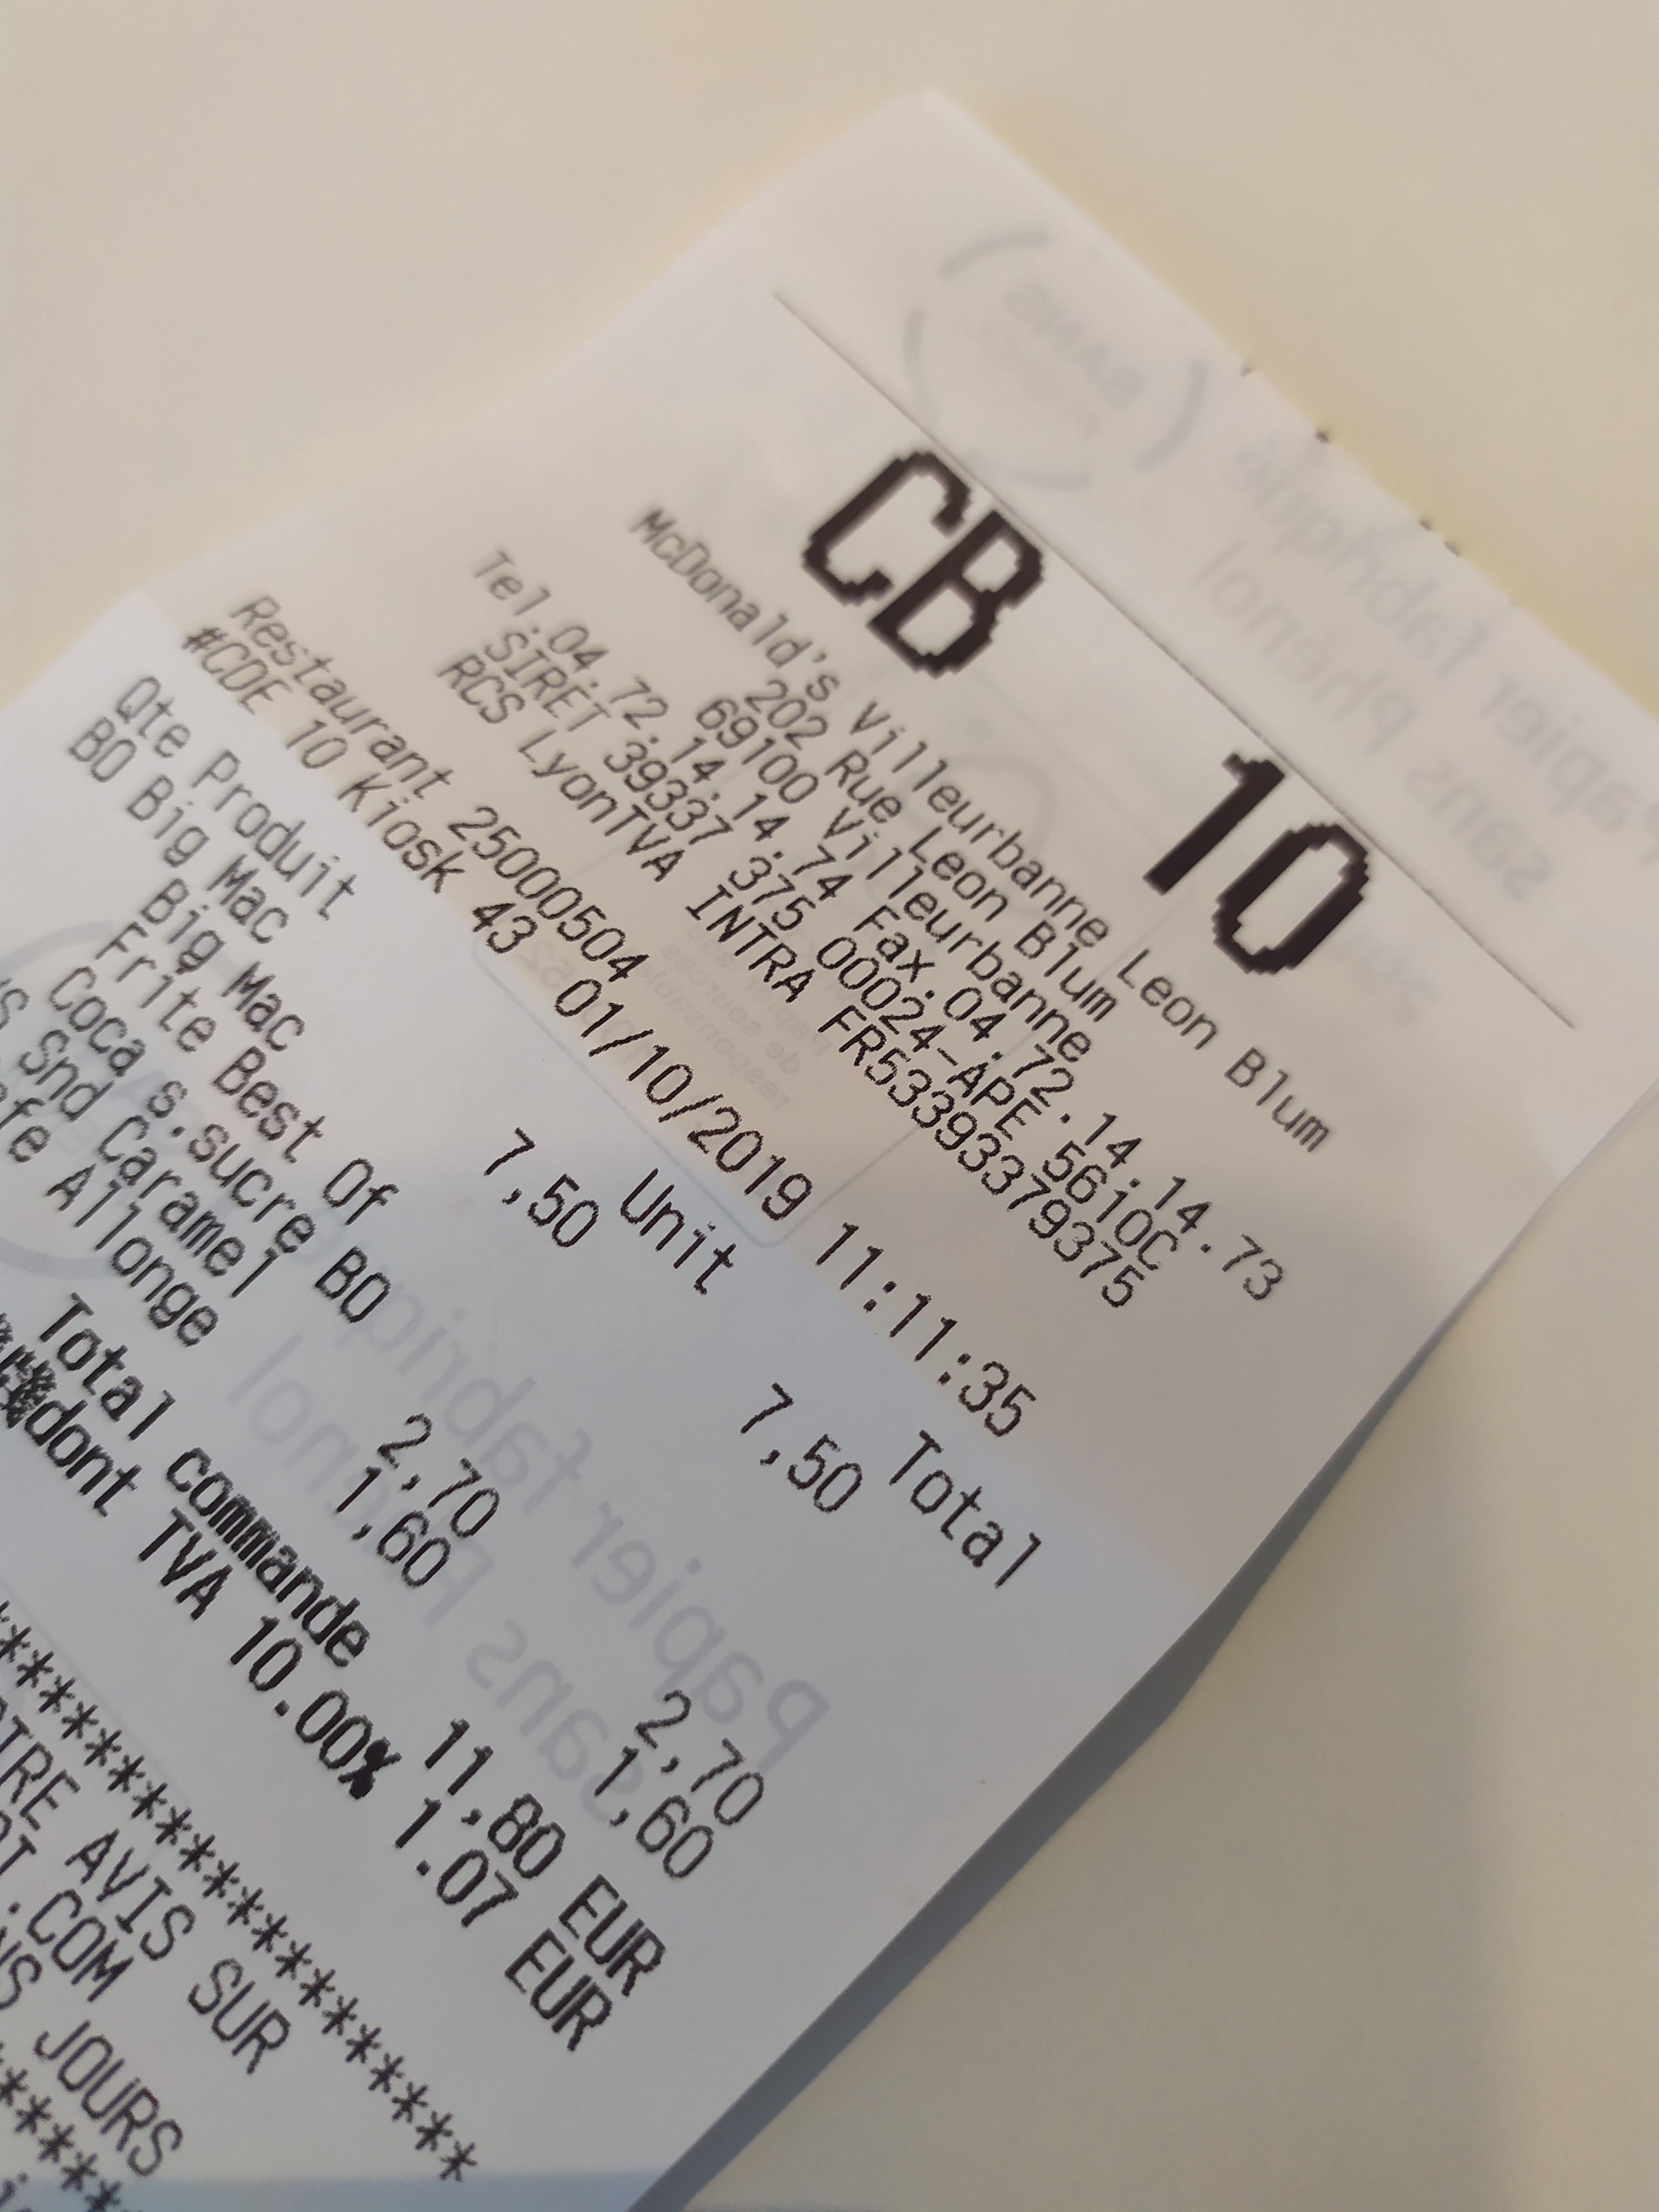 CB 10
McDonald's Villeurbanne Leon Blum
202 Rue Leon Blum
69100 Villeurbanne
Tel.04.72.14.14.74 Fax.04.72.14.14.73
SIRET 39337 375 00024-APE 5610C
RCS LyonTVA INTRA FR53393379375
Restaurant 25000504
#CDE 10 Kiosk 43 01/10/2019 11:11:35
Qte Produit Unit Total
BO Big Mac 7,50 7,50
Big Mac
Frite Best Of
Coca s.sucre BO
Snd Caramel 2,70 2,70
Allonge 1,60 1,60
Total commande 11,80 EUR
dont TVA 10.00% 1.07 EUR
AVIS SUR
.COM
JOURS
Papier fabriqué
sans Phénol